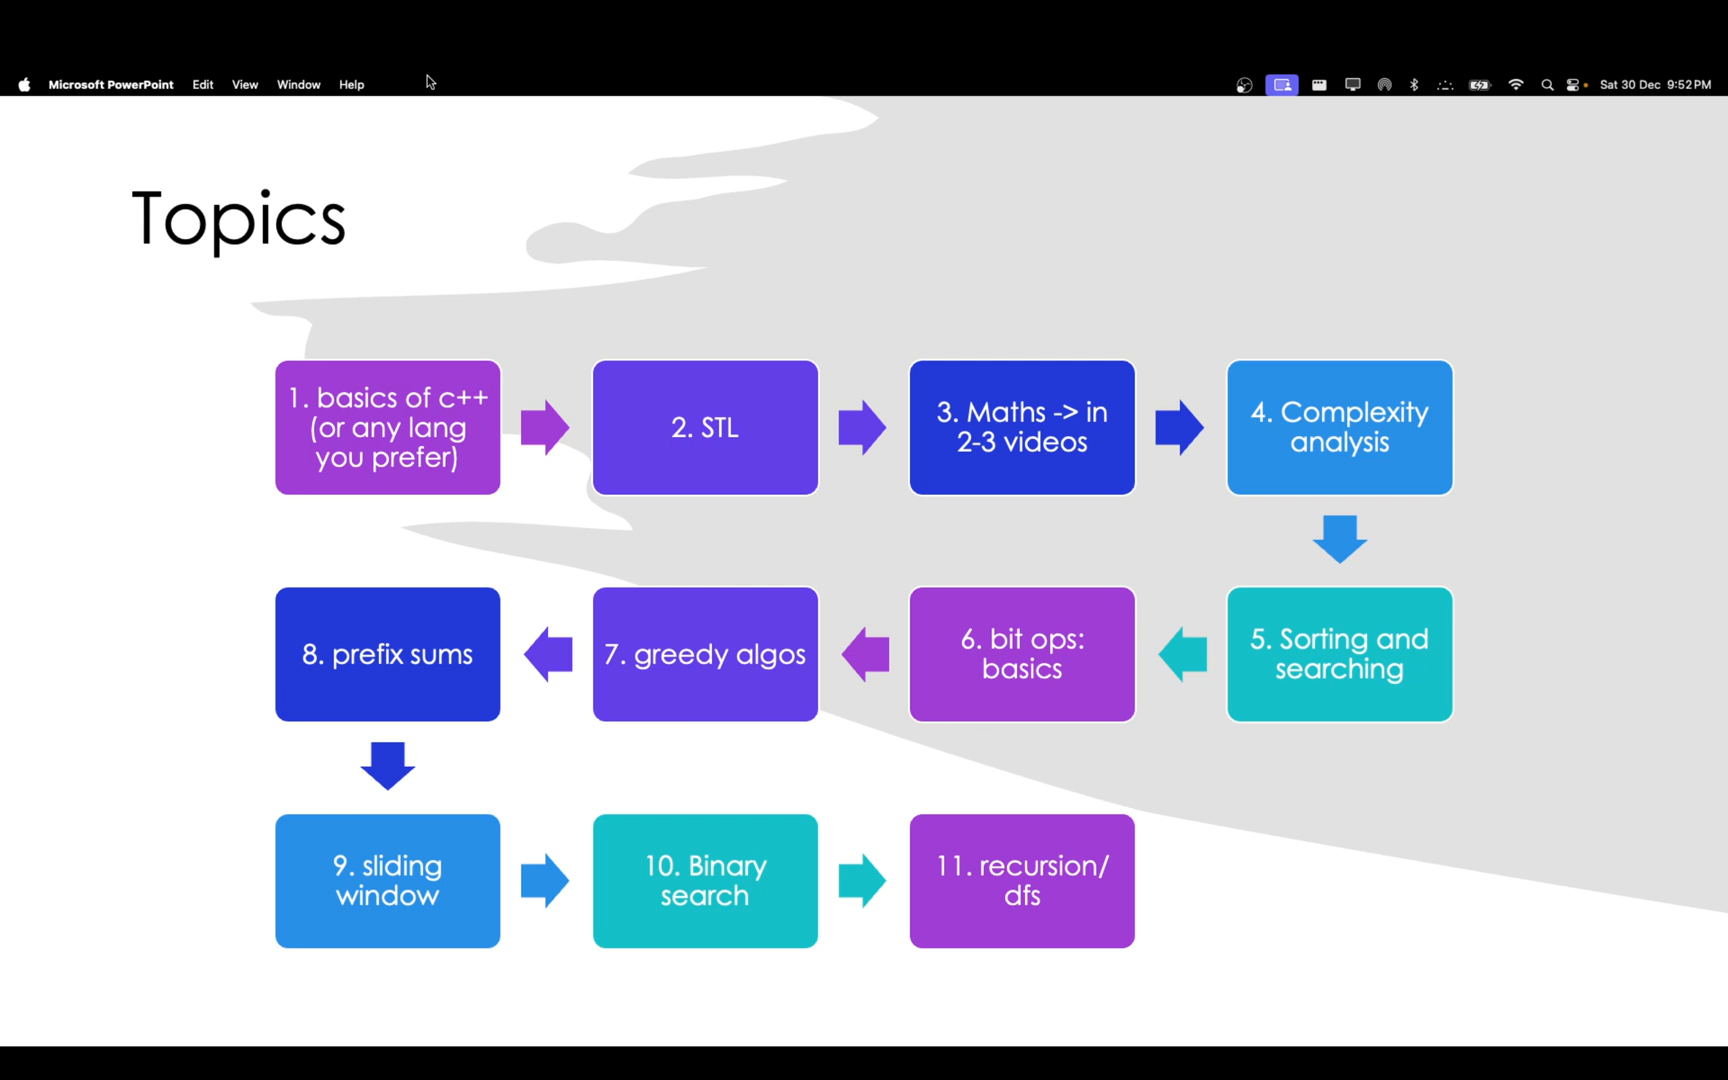 Microsoft PowerPoint Edit View Window Help Sat 30 Dec 9:52 PM
Topics
1. basics of c++
(or any lang
you prefer)
2. STL
3. Maths -> in
2-3 videos
4. Complexity
analysis
5. Sorting and
searching
6. bit ops:
basics
7. greedy algos
8. prefix sums
9. sliding
window
10. Binary
search
11. recursion/
dfs